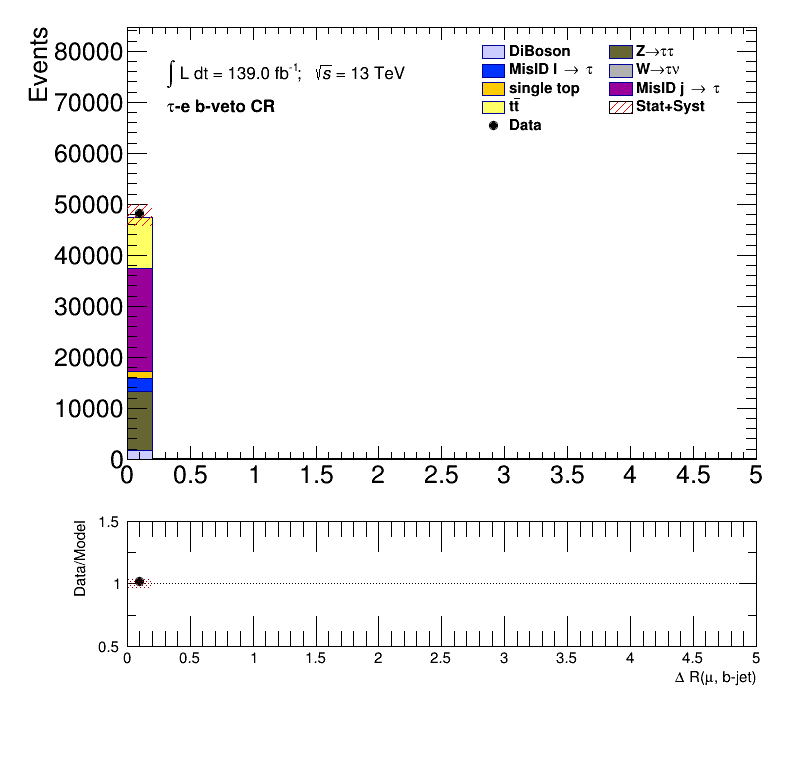 Events
80000
70000
60000
50000
40000
30000
20000
10000
0
∫ L dt = 139.0 fb⁻¹; √s = 13 TeV
τ-e b-veto CR
DiBoson
MisID l → τ
single top
tt̄
Data
Z→ττ
W→τν
MisID j → τ
Stat+Syst
0 0.5 1 1.5 2 2.5 3 3.5 4 4.5 5
Data/Model
1.5
1
0.5
0 0.5 1 1.5 2 2.5 3 3.5 4 4.5 5
Δ R(μ, b-jet)